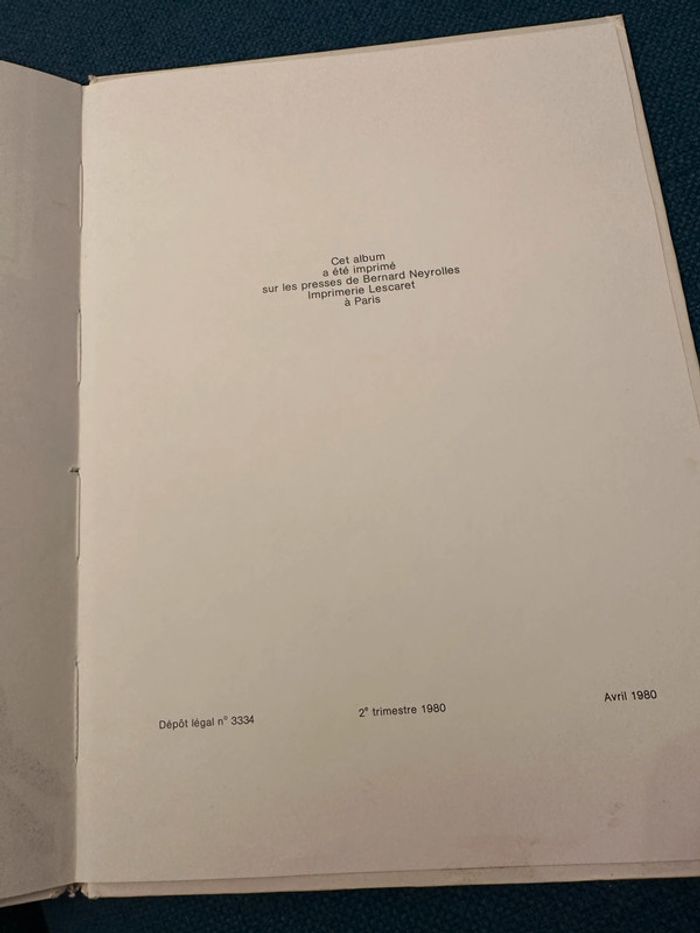 Cet album
a été imprimé
sur les presses de Bernard Neyrolles
Imprimerie Lescaret
à Paris
Dépôt légal n° 3334 2e trimestre 1980 Avril 1980